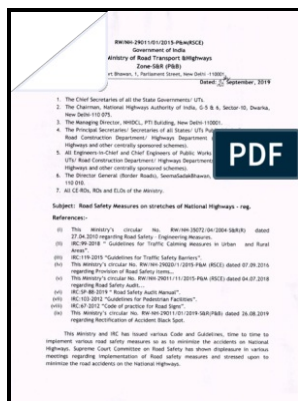 RW/NH-29011/01/2015-P&M(RSCE)
Government of India
Ministry of Road Transport &Highways
Zone-S&R (P&B)
Bhawan, 1, Parliament Street, New Delhi -110001.
Dated: September, 2019
1. The Chief Secretaries of all the State Governments/ UTs.
2. The Chairman, National Highways Authority of India, G-5 & 6, Sector-10, Dwarka,
New Delhi-110 075.
3. The Managing Director, NHIDCL, PTI Building, New Delhi-110001.
4. The Principal Secretaries/ Secretaries of all States/ UTs
Road Construction Department/ Highways Department
Highways and other centrally sponsored schemes).
5. All Engineers-in-Chief and Chief Engineers of Public Works
UTs/ Road Construction Department/ Highways Department
Highways and other centrally sponsored schemes).
6. The Director General (Border Roads), SeemaSadakBhawan,
110 010.
7. All CE-ROs, ROs and ELOs of the Ministry.
PDF
Subject: Road Safety Measures on stretches of National Highways - reg.
References:-
(i) This Ministry's circular No. RW-NH-29072/04/2004-S&R(R) dated
27.04.2010 regarding Road Safety - Engineering Measures.
(ii) IRC:99-2018 " Guidelines for Traffic Calming Measures in Urban and Rural
Areas".
(iii) IRC:119-2015 "Guidelines for Traffic Safety Barriers".
(iv) This Ministry's circular No. RW-NH-29020/1/2015-P&M (RSCE) dated 07.09.2016
regarding Provision of Road Safety Items...
(v) This Ministry's circular No. RW/NH-29011/11/2015-P&M (RSCE) dated 04.07.2018
regarding Safety Audit...
(vi) IRC:SP-88-2019 " Road Safety Audit Manual".
(vii) IRC:103-2012 "Guidelines for Pedestrian Facilities".
(viii) IRC:67-2012 "Code of practice for Road Signs".
(ix) This Ministry's circular No. RW-NH-29011/01/2019-S&R(P&B) dated 26.08.2019
regarding Rectification of Accident Black Spot.
This Ministry and IRC has issued various Code and Guidelines, time to time to
implement various road safety measures so as to minimize the accidents on National
Highways. Supreme Court Committee on Road Safety has shown displeasure in various
meetings regarding implementation of Road safety measures and stressed upon to
minimize the road accidents on the National Highways.